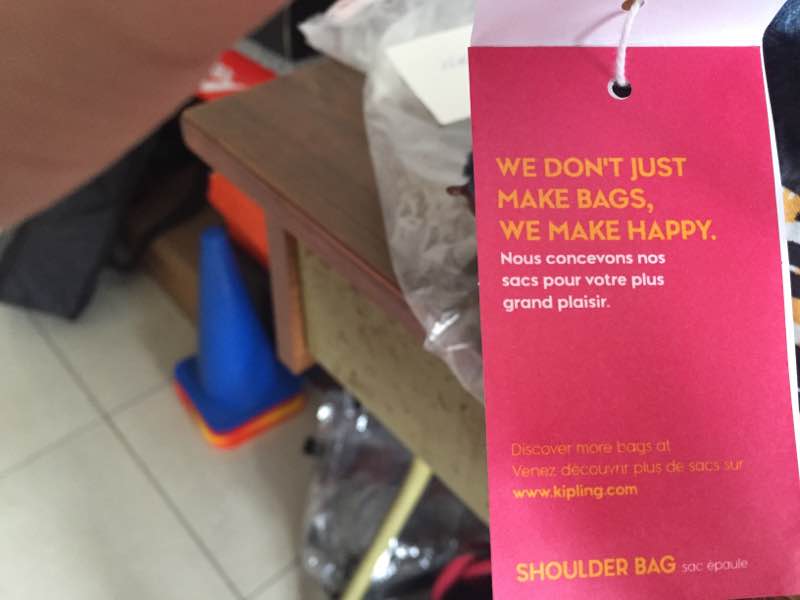 WE DON'T JUST
MAKE BAGS,
WE MAKE HAPPY.
Nous concevons nos
sacs pour votre plus
grand plaisir.
Discover more bags at
Venez découvrir plus de sacs sur
www.kipling.com
SHOULDER BAG sac épaule